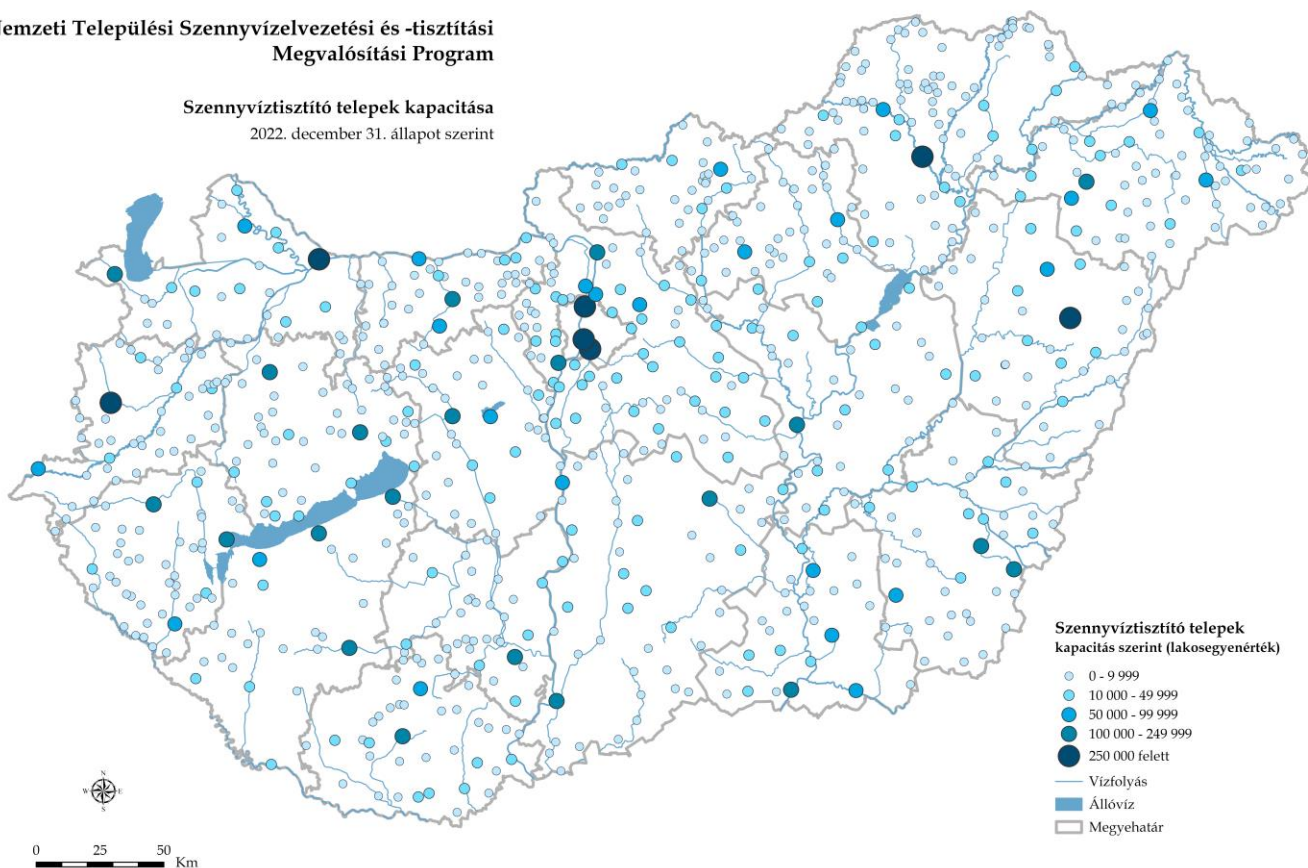 Nemzeti Települési Szennyvízelvezetési és -tisztítási
Megvalósítási Program
Szennyvíztisztító telepek kapacitása
2022. december 31. állapot szerint
Szennyvíztisztító telepek
kapacitás szerint (lakosegyenérték)
0 - 9 999
10 000 - 49 999
50 000 - 99 999
100 000 - 249 999
250 000 felett
Vízfolyás
Állóvíz
Megyehatár
N
W E
S
0 25 50
Km